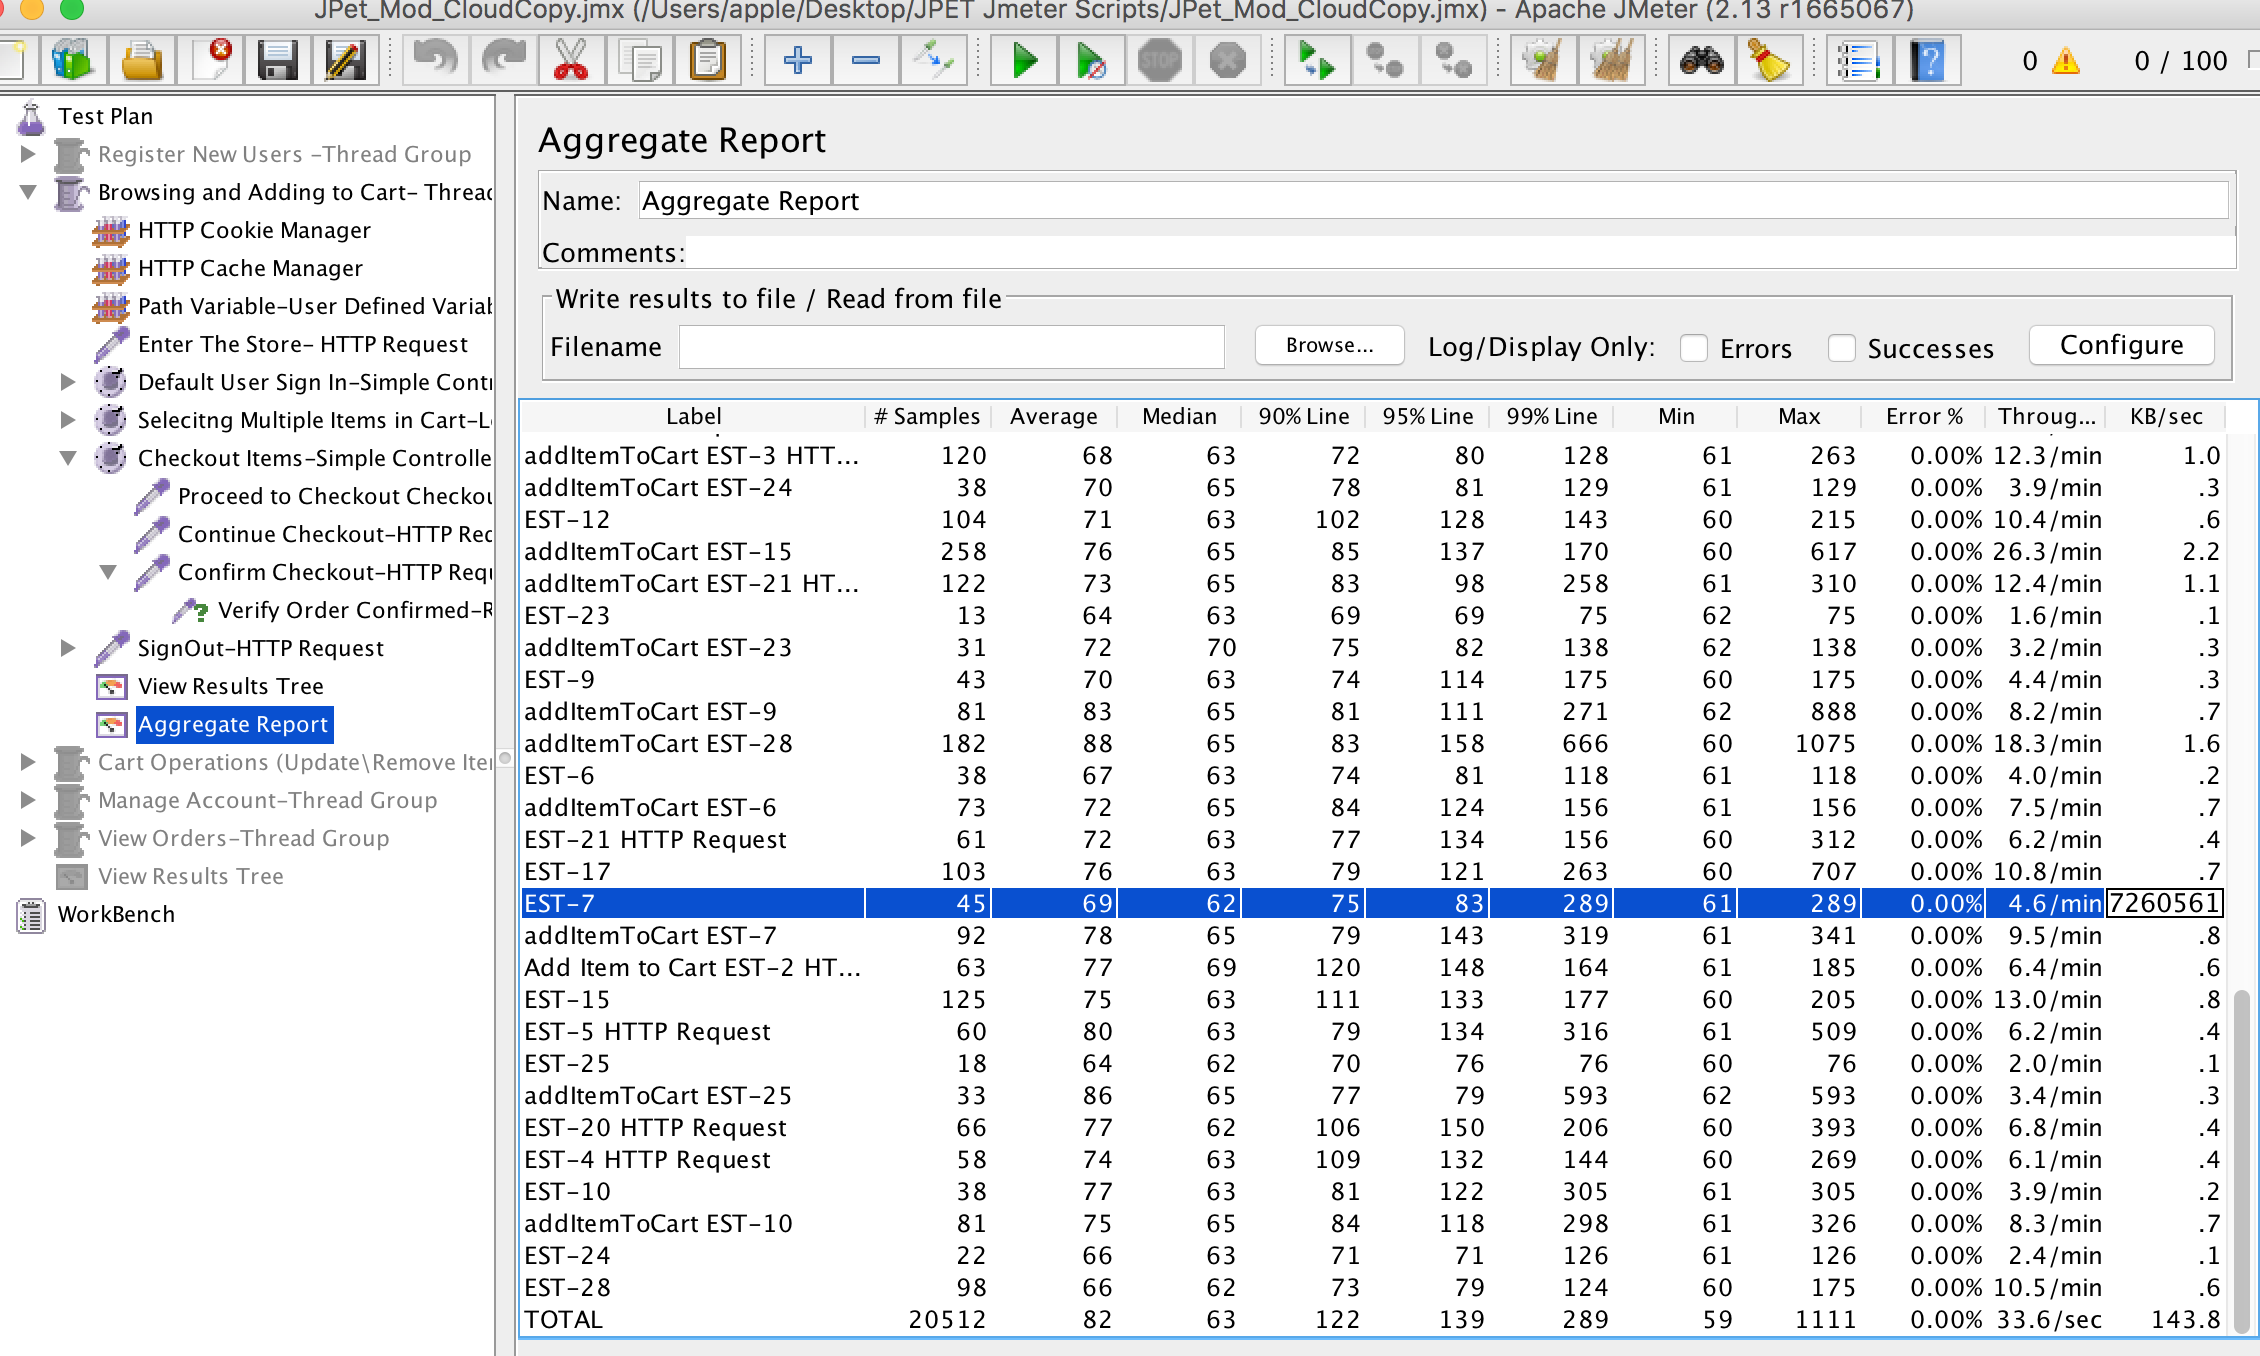 JPet_Mod_CloudCopy.jmx (/Users/apple/Desktop/JPET Jmeter Scripts/JPet_Mod_CloudCopy.jmx) - Apache JMeter (2.13 r1665067)
STOP
0 0 / 100
Test Plan
Register New Users -Thread Group
Browsing and Adding to Cart- Thread
HTTP Cookie Manager
HTTP Cache Manager
Path Variable-User Defined Variab
Enter The Store- HTTP Request
Default User Sign In-Simple Contr
Selecitng Multiple Items in Cart-L
Checkout Items-Simple Controlle
Proceed to Checkout Checkou
Continue Checkout-HTTP Req
Confirm Checkout-HTTP Requ
Verify Order Confirmed-R
SignOut-HTTP Request
View Results Tree
Aggregate Report
Cart Operations (Update\Remove Iter
Manage Account-Thread Group
View Orders-Thread Group
View Results Tree
WorkBench
Aggregate Report
Name: Aggregate Report
Comments:
Write results to file / Read from file
Filename Browse... Log/Display Only: Errors Successes Configure
Label # Samples Average Median 90% Line 95% Line 99% Line Min Max Error % Throug... KB/sec
addItemToCart EST-3 HTT... 120 68 63 72 80 128 61 263 0.00% 12.3/min 1.0
addItemToCart EST-24 38 70 65 78 81 129 61 129 0.00% 3.9/min .3
EST-12 104 71 63 102 128 143 60 215 0.00% 10.4/min .6
addItemToCart EST-15 258 76 65 85 137 170 60 617 0.00% 26.3/min 2.2
addItemToCart EST-21 HT... 122 73 65 83 98 258 61 310 0.00% 12.4/min 1.1
EST-23 13 64 63 69 69 75 62 75 0.00% 1.6/min .1
addItemToCart EST-23 31 72 70 75 82 138 62 138 0.00% 3.2/min .3
EST-9 43 70 63 74 114 175 60 175 0.00% 4.4/min .3
addItemToCart EST-9 81 83 65 81 111 271 62 888 0.00% 8.2/min .7
addItemToCart EST-28 182 88 65 83 158 666 60 1075 0.00% 18.3/min 1.6
EST-6 38 67 63 74 81 118 61 118 0.00% 4.0/min .2
addItemToCart EST-6 73 72 65 84 124 156 61 156 0.00% 7.5/min .7
EST-21 HTTP Request 61 72 63 77 134 156 60 312 0.00% 6.2/min .4
EST-17 103 76 63 79 121 263 60 707 0.00% 10.8/min .7
EST-7 45 69 62 75 83 289 61 289 0.00% 4.6/min 7260561
addItemToCart EST-7 92 78 65 79 143 319 61 341 0.00% 9.5/min .8
Add Item to Cart EST-2 HT... 63 77 69 120 148 164 61 185 0.00% 6.4/min .6
EST-15 125 75 63 111 133 177 60 205 0.00% 13.0/min .8
EST-5 HTTP Request 60 80 63 79 134 316 61 509 0.00% 6.2/min .4
EST-25 18 64 62 70 76 76 60 76 0.00% 2.0/min .1
addItemToCart EST-25 33 86 65 77 79 593 62 593 0.00% 3.4/min .3
EST-20 HTTP Request 66 77 62 106 150 206 60 393 0.00% 6.8/min .4
EST-4 HTTP Request 58 74 63 109 132 144 60 269 0.00% 6.1/min .4
EST-10 38 77 63 81 122 305 61 305 0.00% 3.9/min .2
addItemToCart EST-10 81 75 65 84 118 298 61 326 0.00% 8.3/min .7
EST-24 22 66 63 71 71 126 61 126 0.00% 2.4/min .1
EST-28 98 66 62 73 79 124 60 175 0.00% 10.5/min .6
TOTAL 20512 82 63 122 139 289 59 1111 0.00% 33.6/sec 143.8